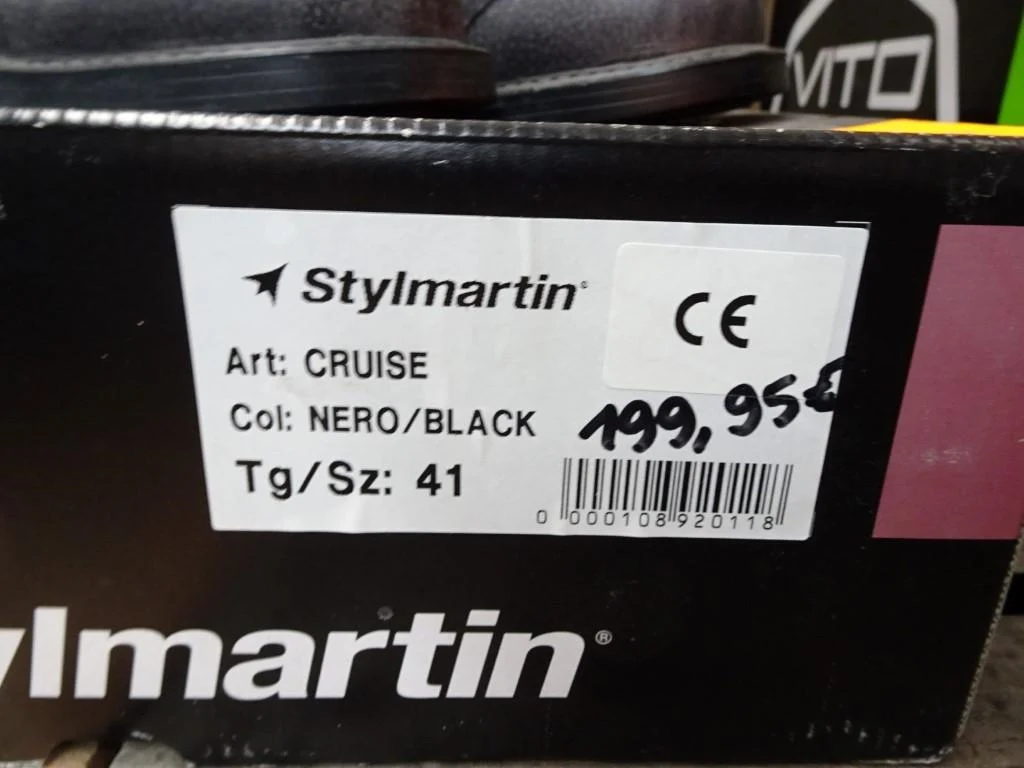 VITO
Stylmartin®
CE
Art: CRUISE
Col: NERO/BLACK
199,95€
Tg/Sz: 41
0 000108 920118
ylmartin®